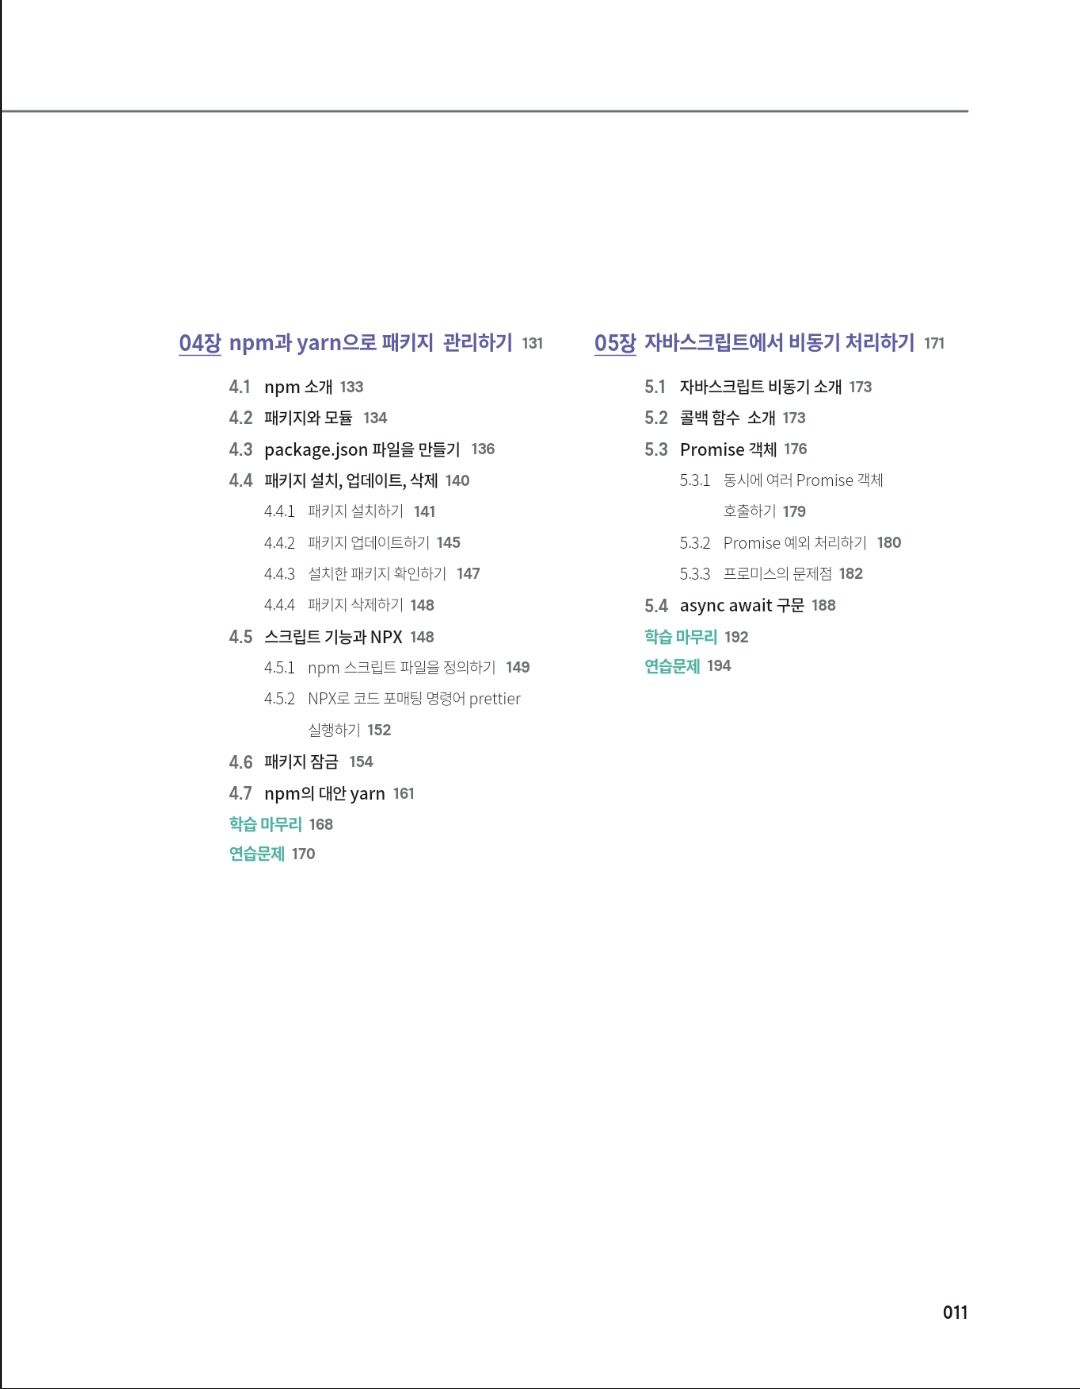 04장 npm과 yarn으로 패키지 관리하기 131
4.1 npm 소개 133
4.2 패키지와 모듈 134
4.3 package.json 파일을 만들기 136
4.4 패키지 설치, 업데이트, 삭제 140
4.4.1 패키지 설치하기 141
4.4.2 패키지 업데이트하기 145
4.4.3 설치한 패키지 확인하기 147
4.4.4 패키지 삭제하기 148
4.5 스크립트 기능과 NPX 148
4.5.1 npm 스크립트 파일을 정의하기 149
4.5.2 NPX로 코드 포매팅 명령어 prettier
실행하기 152
4.6 패키지 잠금 154
4.7 npm의 대안 yarn 161
학습 마무리 168
연습문제 170
05장 자바스크립트에서 비동기 처리하기 171
5.1 자바스크립트 비동기 소개 173
5.2 콜백 함수 소개 173
5.3 Promise 객체 176
5.3.1 동시에 여러 Promise 객체
호출하기 179
5.3.2 Promise 예외 처리하기 180
5.3.3 프로미스의 문제점 182
5.4 async await 구문 188
학습 마무리 192
연습문제 194
011